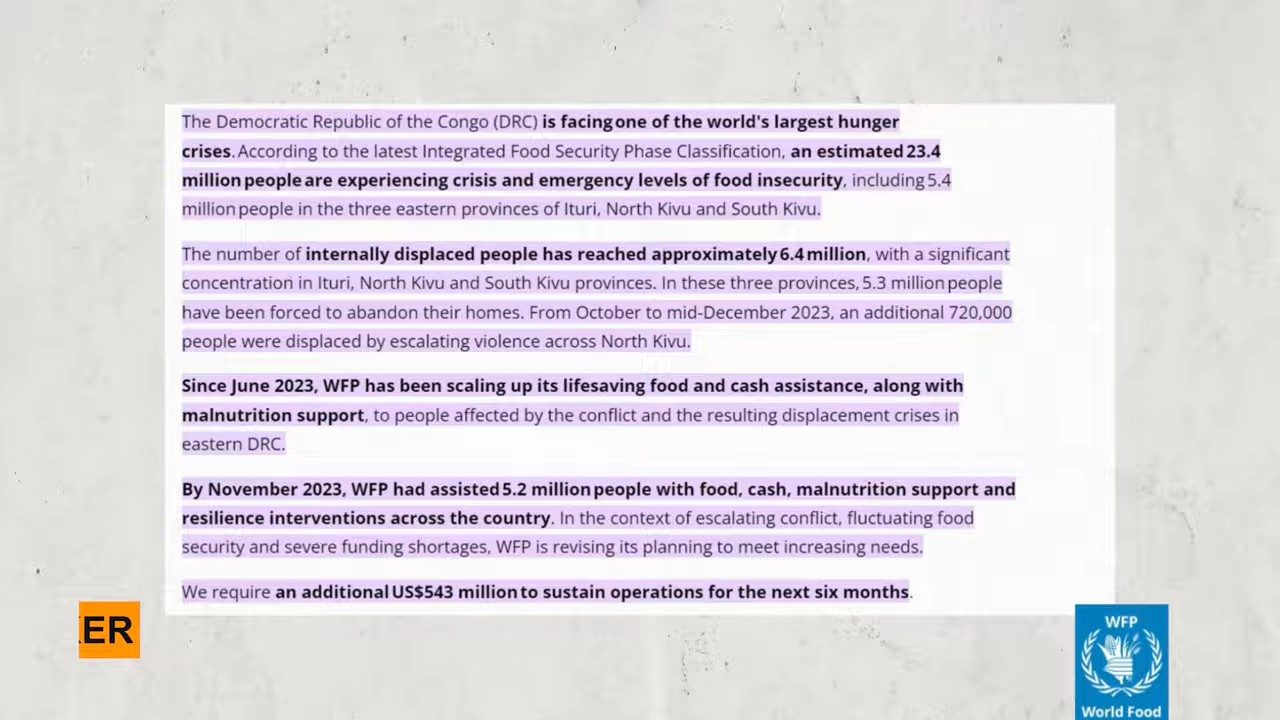 The Democratic Republic of the Congo (DRC) is facing one of the world's largest hunger
crises. According to the latest Integrated Food Security Phase Classification, an estimated 23.4
million people are experiencing crisis and emergency levels of food insecurity, including 5.4
million people in the three eastern provinces of Ituri, North Kivu and South Kivu.
The number of internally displaced people has reached approximately 6.4 million, with a significant
concentration in Ituri, North Kivu and South Kivu provinces. In these three provinces, 5.3 million people
have been forced to abandon their homes. From October to mid-December 2023, an additional 720,000
people were displaced by escalating violence across North Kivu.
Since June 2023, WFP has been scaling up its lifesaving food and cash assistance, along with
malnutrition support, to people affected by the conflict and the resulting displacement crises in
eastern DRC.
By November 2023, WFP had assisted 5.2 million people with food, cash, malnutrition support and
resilience interventions across the country. In the context of escalating conflict, fluctuating food
security and severe funding shortages, WFP is revising its planning to meet increasing needs.
We require an additional US$543 million to sustain operations for the next six months.
KER
WFP
World Food